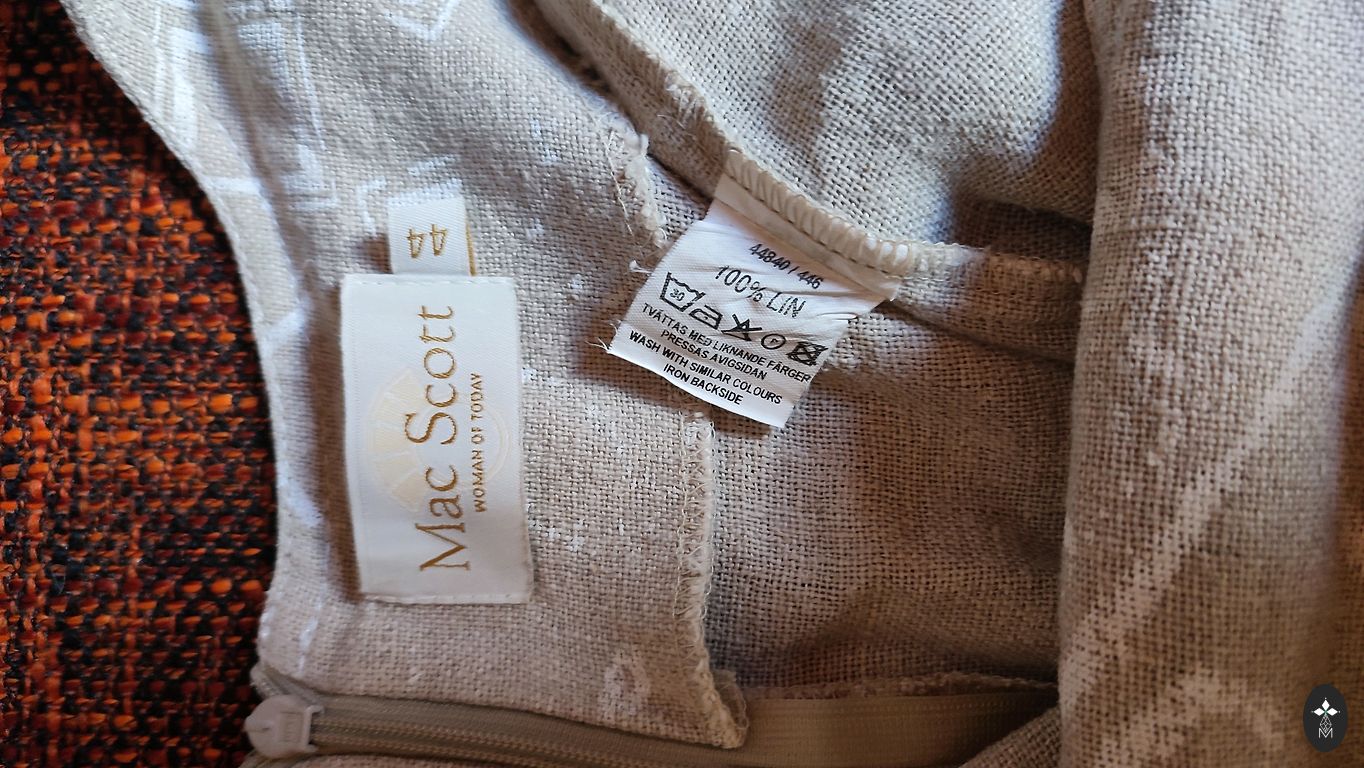 44
Mac Scott
WOMAN OF TODAY
44840 / 446
100% LIN
30
P
TVÄTTAS MED LIKNANDE FÄRGER
PRESSAS AVIGSIDAN
WASH WITH SIMILAR COLOURS
IRON BACKSIDE
M